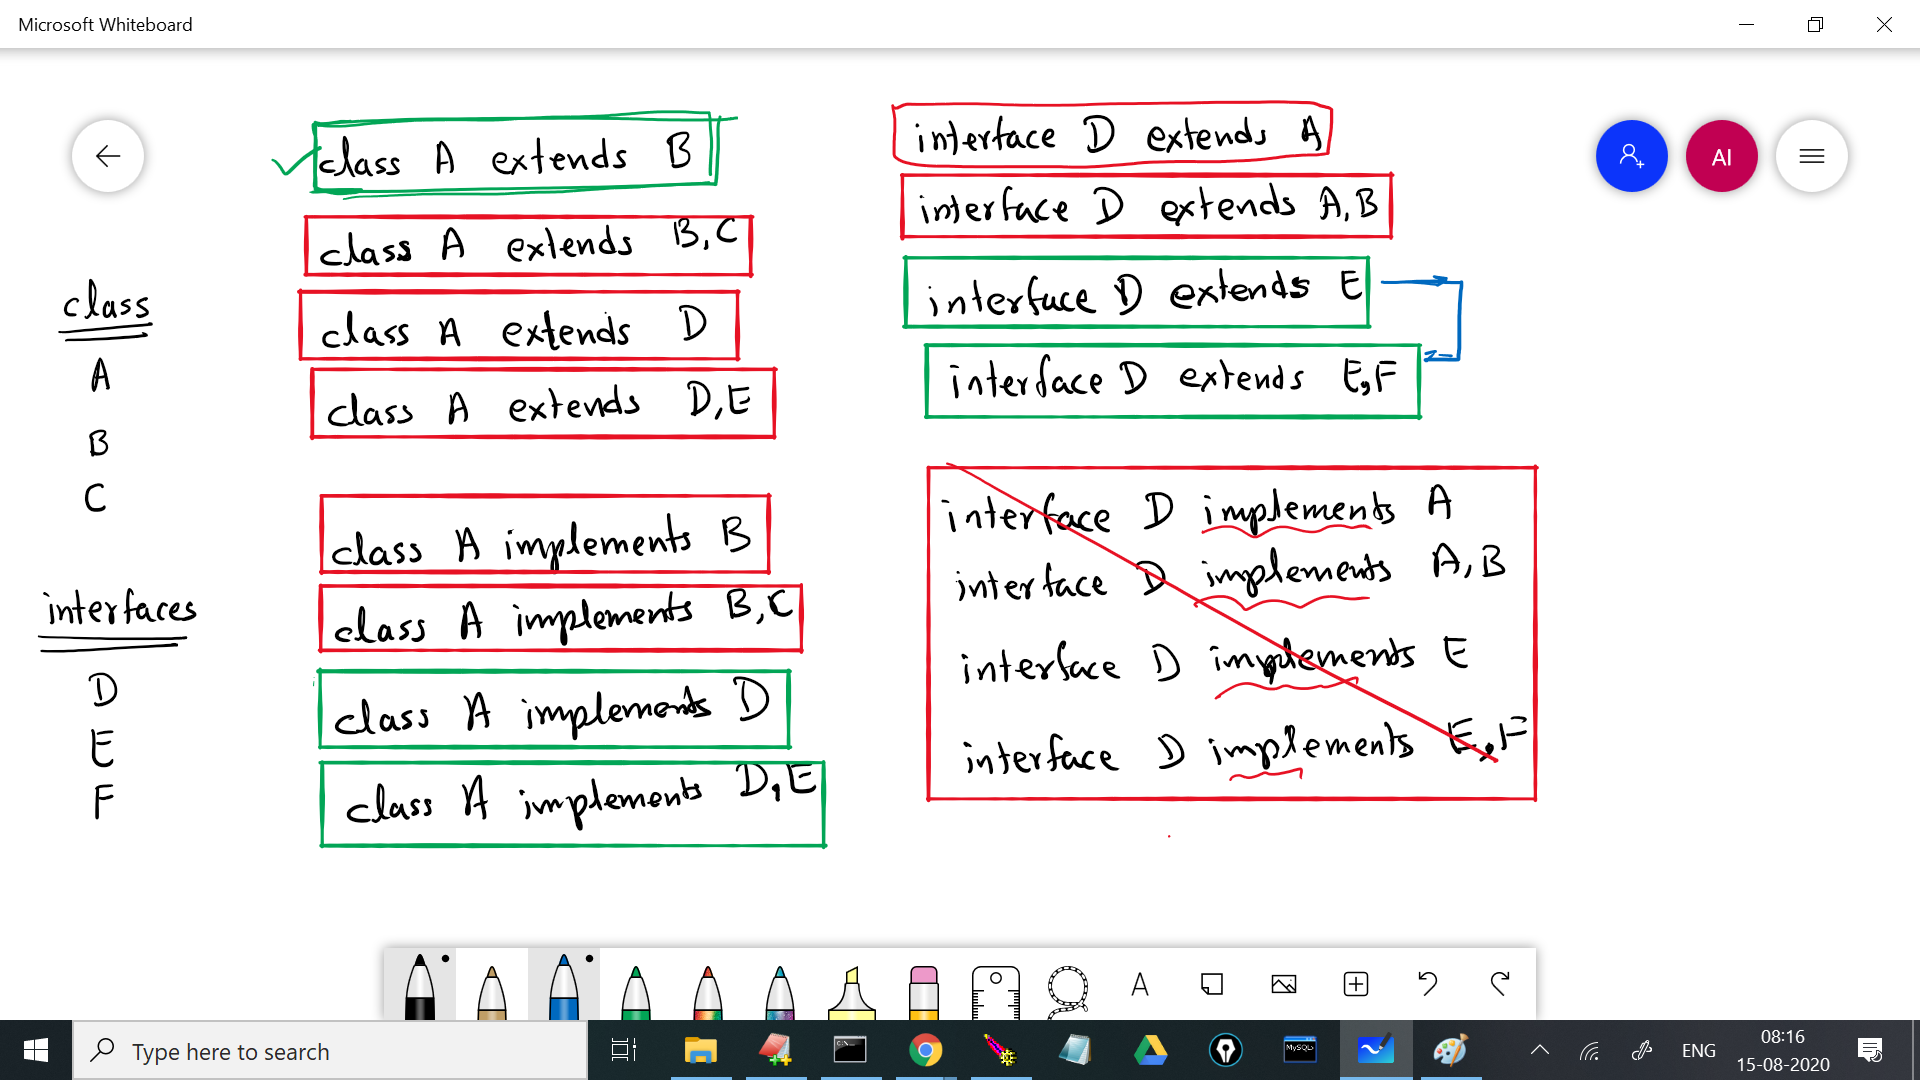 Microsoft Whiteboard
class
A
B
C
interfaces
D
E
F
class A extends B
class A extends B,C
class A extends D
class A extends D,E
class A implements B
class A implements B,C
class A implements D
class A implements D,E
interface D extends A
interface D extends A,B
interface D extends E
interface D extends E,F
interface D implements A
interface D implements A,B
interface D implements E
interface D implements E,F
AI
A
Type here to search
MySQL
ENG
08:16
15-08-2020